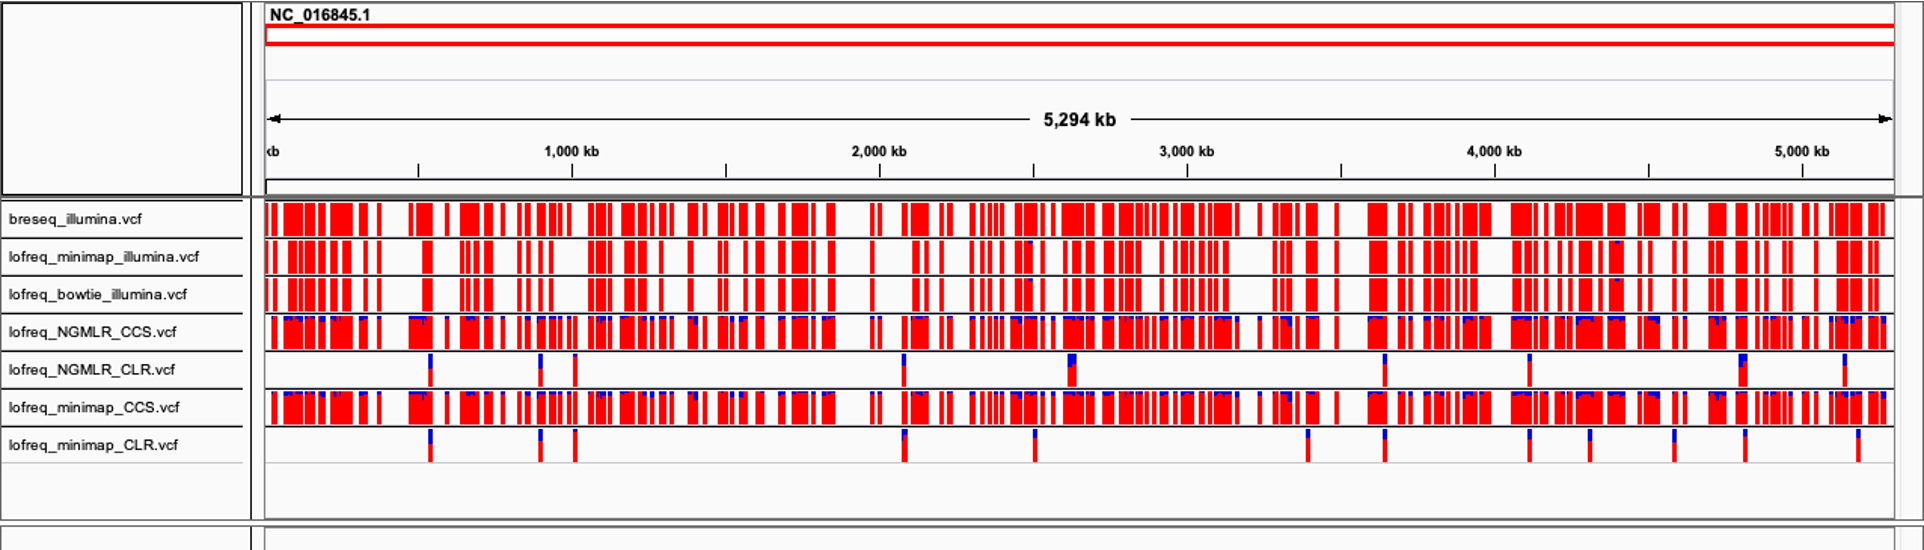 NC_016845.1
5,294 kb
kb 1,000 kb 2,000 kb 3,000 kb 4,000 kb 5,000 kb
breseq_illumina.vcf
lofreq_minimap_illumina.vcf
lofreq_bowtie_illumina.vcf
lofreq_NGMLR_CCS.vcf
lofreq_NGMLR_CLR.vcf
lofreq_minimap_CCS.vcf
lofreq_minimap_CLR.vcf